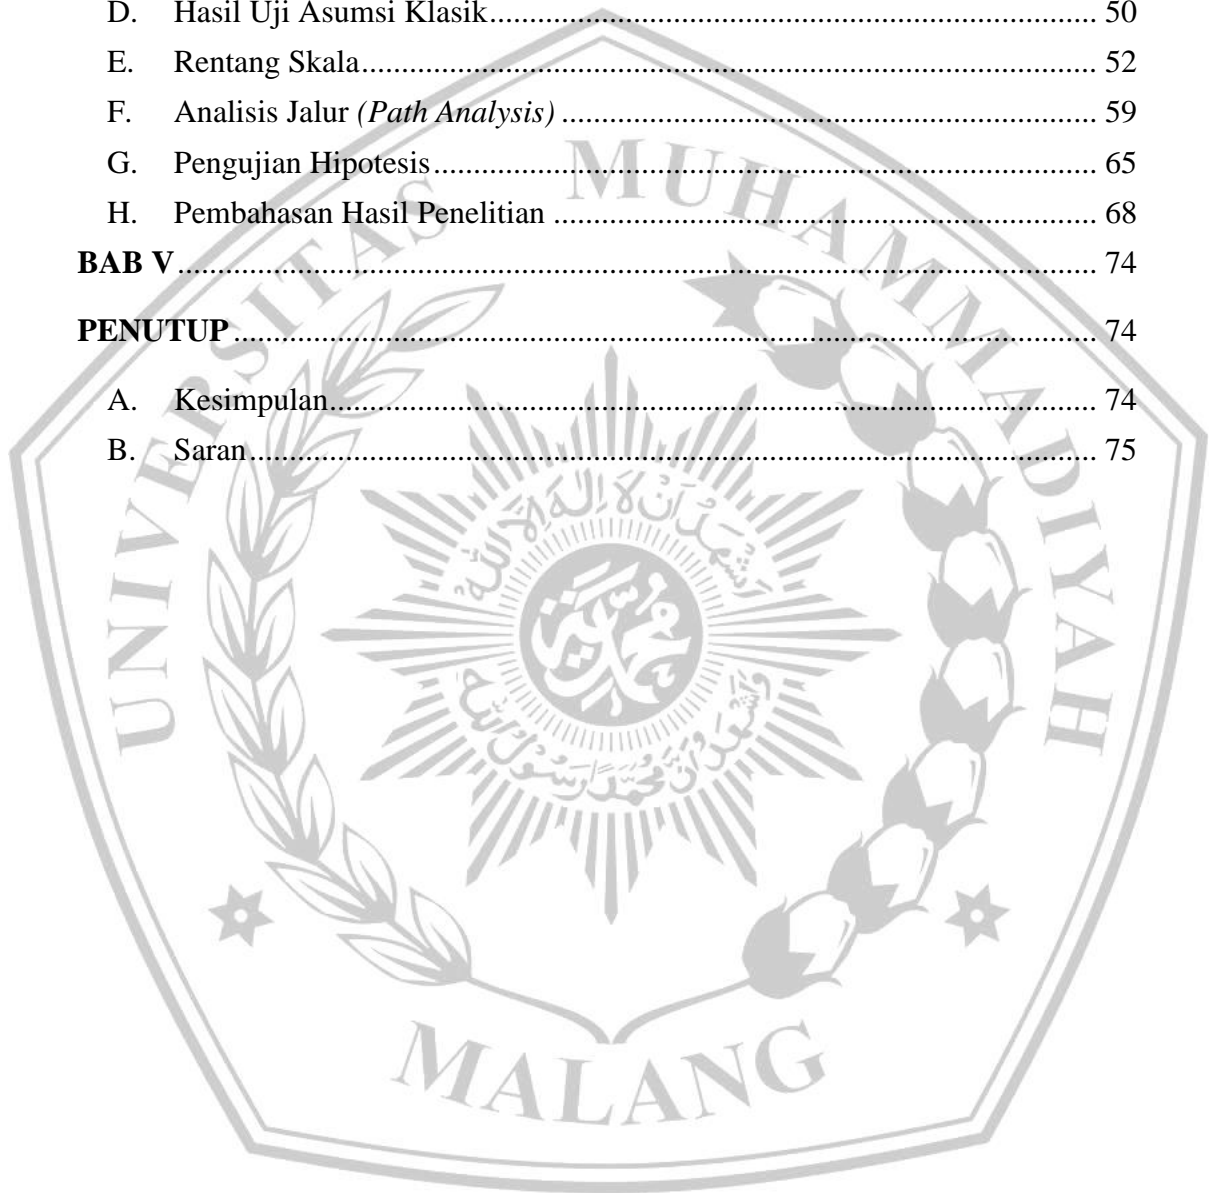 D. Hasil Uji Asumsi Klasik........................................................................... 50
E. Rentang Skala........................................................................................... 52
F. Analisis Jalur (Path Analysis) .................................................................. 59
G. Pengujian Hipotesis.................................................................................. 65
H. Pembahasan Hasil Penelitian ................................................................... 68
BAB V.................................................................................................................. 74
PENUTUP ........................................................................................................... 74
A. Kesimpulan............................................................................................... 74
B. Saran......................................................................................................... 75
UNIVERSITAS MUHAMMADIYAH
MALANG